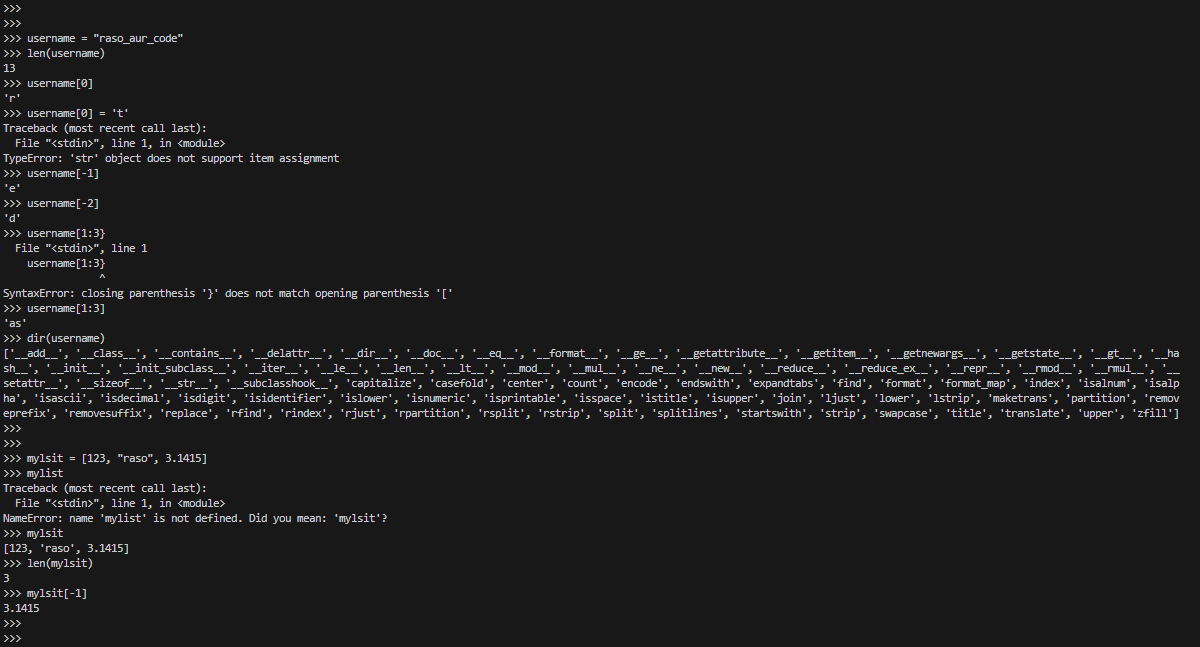 >>>
>>>
>>> username = "raso_aur_code"
>>> len(username)
13
>>> username[0]
'r'
>>> username[0] = 't'
Traceback (most recent call last):
  File "<stdin>", line 1, in <module>
TypeError: 'str' object does not support item assignment
>>> username[-1]
'e'
>>> username[-2]
'd'
>>> username[1:3}
  File "<stdin>", line 1
    username[1:3}
                ^
SyntaxError: closing parenthesis '}' does not match opening parenthesis '['
>>> username[1:3]
'as'
>>> dir(username)
['__add__', '__class__', '__contains__', '__delattr__', '__dir__', '__doc__', '__eq__', '__format__', '__ge__', '__getattribute__', '__getitem__', '__getnewargs__', '__getstate__', '__gt__', '__ha
sh__', '__init__', '__init_subclass__', '__iter__', '__le__', '__len__', '__lt__', '__mod__', '__mul__', '__ne__', '__new__', '__reduce__', '__reduce_ex__', '__repr__', '__rmod__', '__rmul__', '__
setattr__', '__sizeof__', '__str__', '__subclasshook__', 'capitalize', 'casefold', 'center', 'count', 'encode', 'endswith', 'expandtabs', 'find', 'format', 'format_map', 'index', 'isalnum', 'isalp
ha', 'isascii', 'isdecimal', 'isdigit', 'isidentifier', 'islower', 'isnumeric', 'isprintable', 'isspace', 'istitle', 'isupper', 'join', 'ljust', 'lower', 'lstrip', 'maketrans', 'partition', 'remov
eprefix', 'removesuffix', 'replace', 'rfind', 'rindex', 'rjust', 'rpartition', 'rsplit', 'rstrip', 'split', 'splitlines', 'startswith', 'strip', 'swapcase', 'title', 'translate', 'upper', 'zfill']
>>>
>>>
>>> mylsit = [123, "raso", 3.1415]
>>> mylist
Traceback (most recent call last):
  File "<stdin>", line 1, in <module>
NameError: name 'mylist' is not defined. Did you mean: 'mylsit'?
>>> mylsit
[123, 'raso', 3.1415]
>>> len(mylsit)
3
>>> mylsit[-1]
3.1415
>>>
>>>